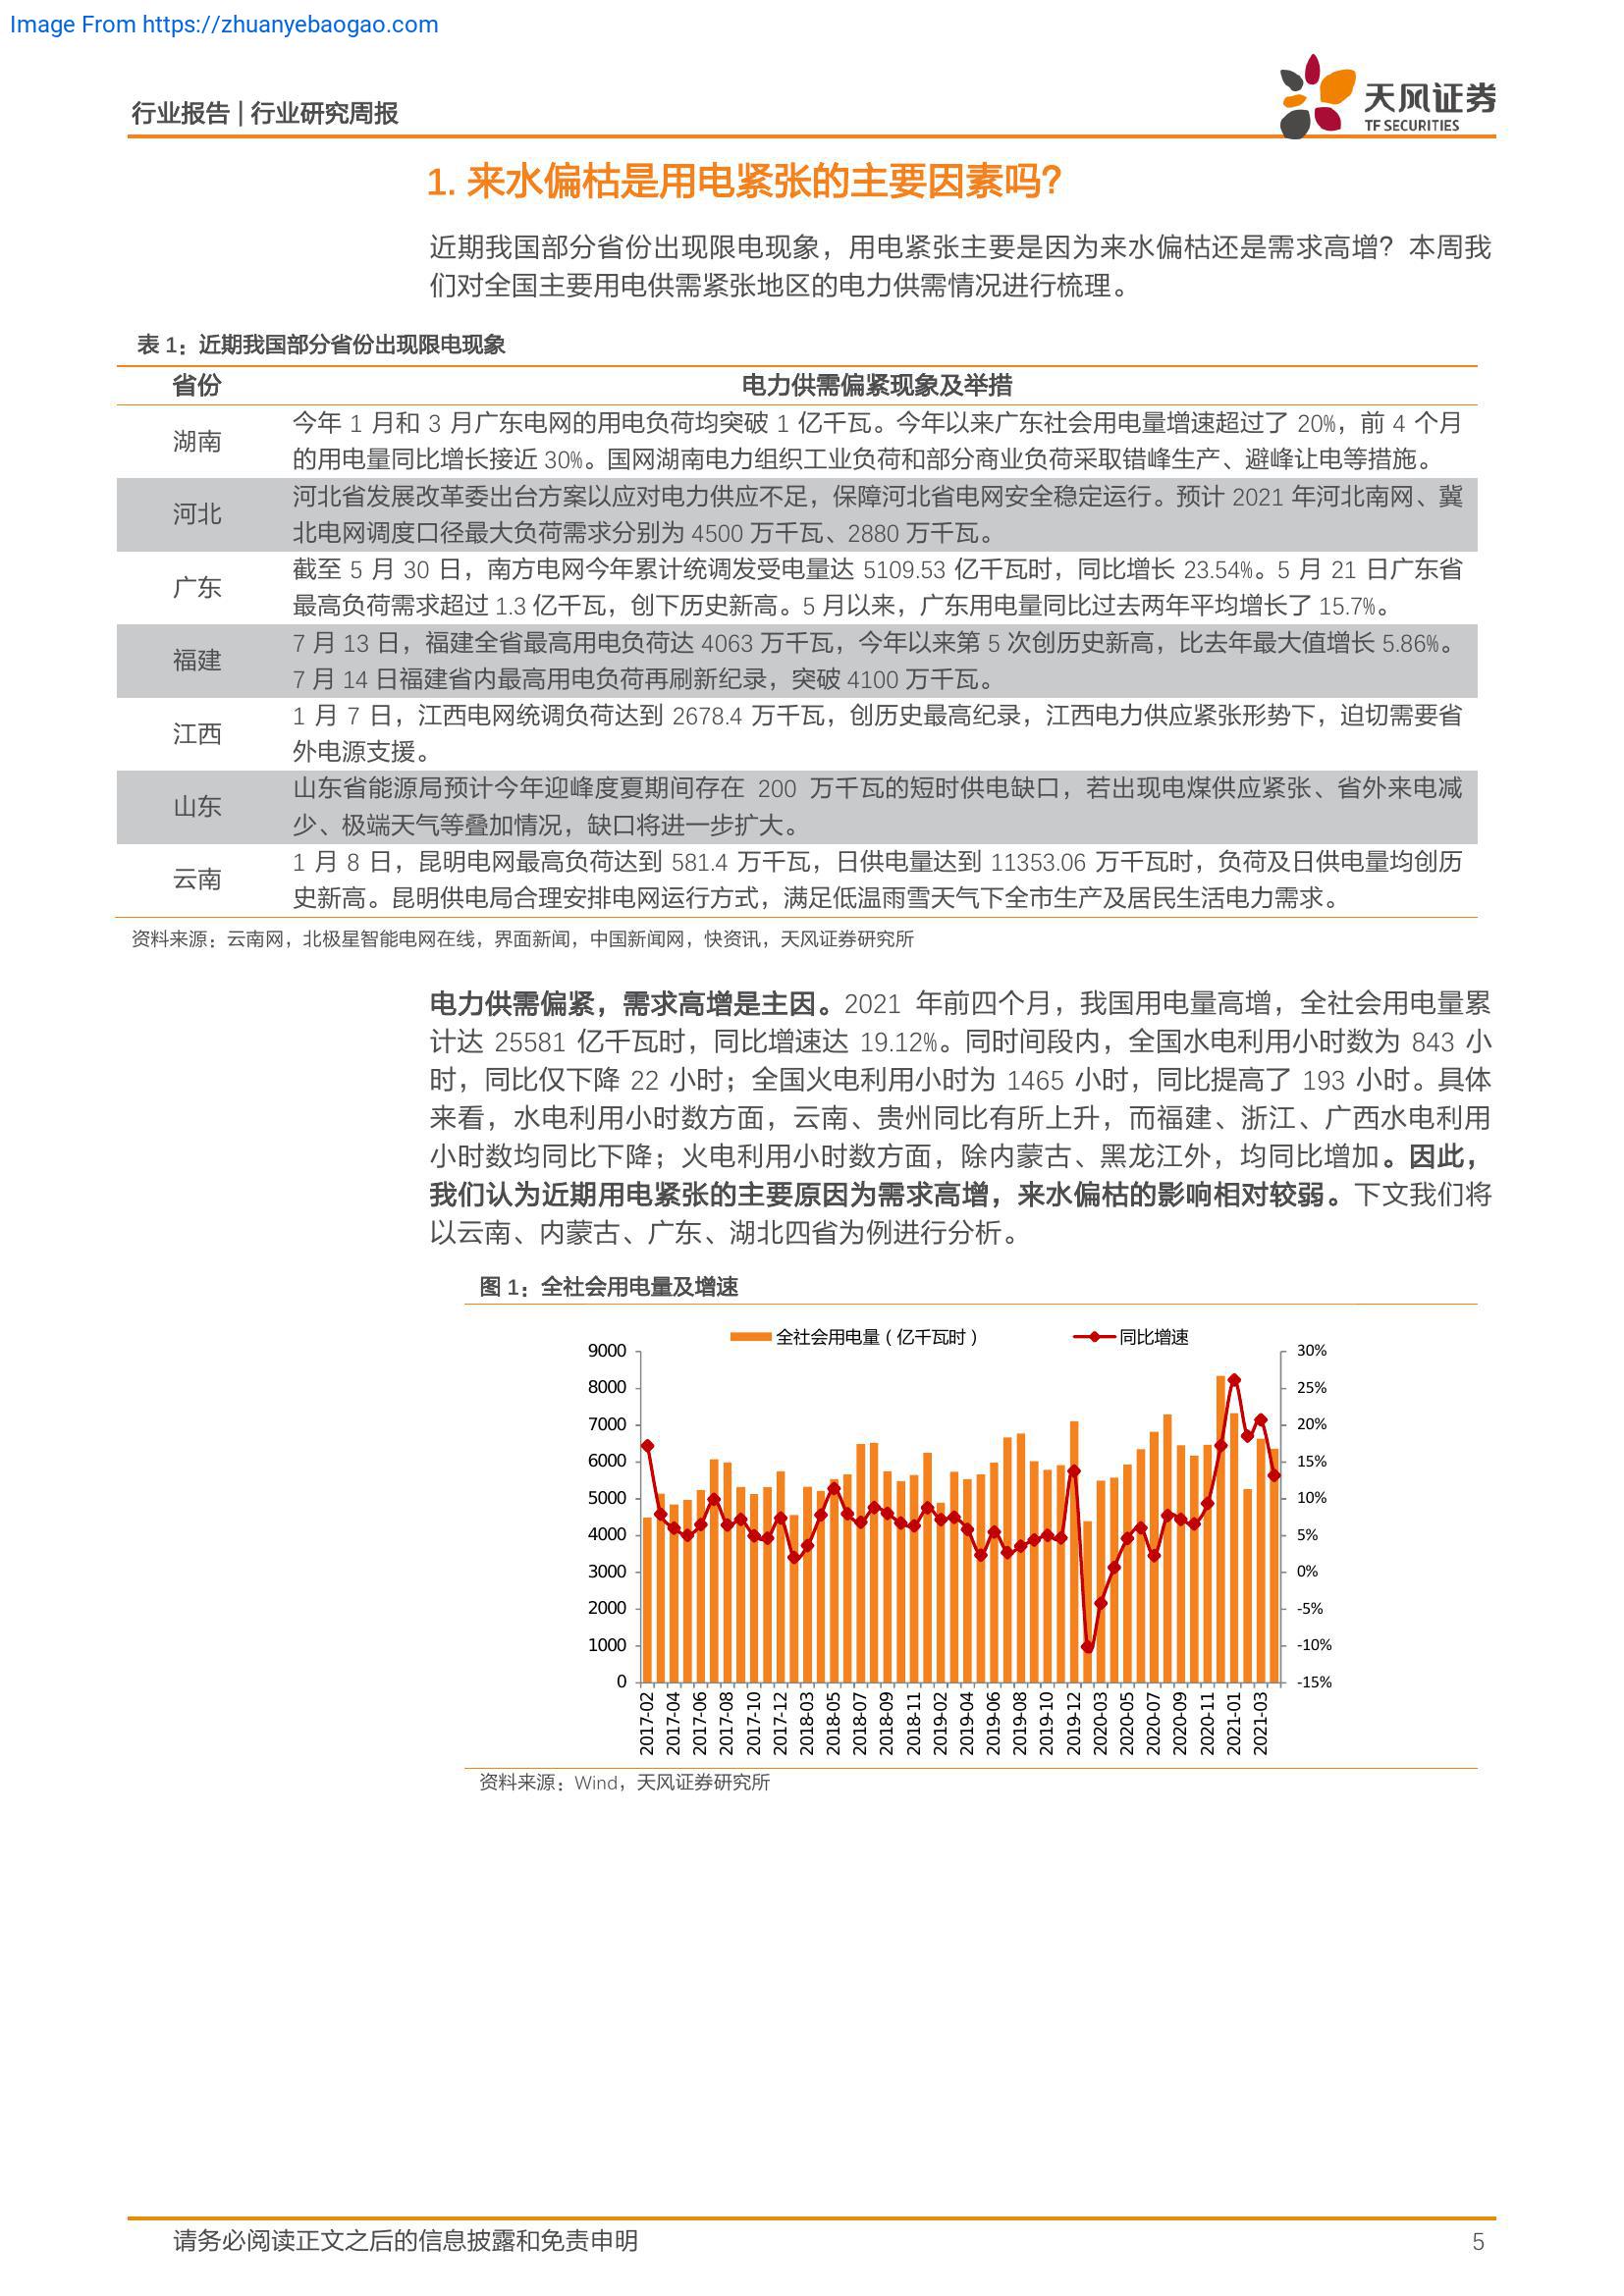 Image From https://zhuanyebaogao.com
行业报告 | 行业研究周报
天风证券
TF SECURITIES
1. 来水偏枯是用电紧张的主要因素吗？
近期我国部分省份出现限电现象，用电紧张主要是因为来水偏枯还是需求高增？本周我
们对全国主要用电供需紧张地区的电力供需情况进行梳理。
表 1：近期我国部分省份出现限电现象
省份 电力供需偏紧现象及举措
湖南
今年 1 月和 3 月广东电网的用电负荷均突破 1 亿千瓦。今年以来广东社会用电量增速超过了 20%，前 4 个月
的用电量同比增长接近 30%。国网湖南电力组织工业负荷和部分商业负荷采取错峰生产、避峰让电等措施。
河北
河北省发展改革委出台方案以应对电力供应不足，保障河北省电网安全稳定运行。预计 2021 年河北南网、冀
北电网调度口径最大负荷需求分别为 4500 万千瓦、2880 万千瓦。
广东
截至 5 月 30 日，南方电网今年累计统调发受电量达 5109.53 亿千瓦时，同比增长 23.54%。5 月 21 日广东省
最高负荷需求超过 1.3 亿千瓦，创下历史新高。5 月以来，广东用电量同比过去两年平均增长了 15.7%。
福建
7 月 13 日，福建全省最高用电负荷达 4063 万千瓦，今年以来第 5 次创历史新高，比去年最大值增长 5.86%。
7 月 14 日福建省内最高用电负荷再刷新纪录，突破 4100 万千瓦。
江西
1 月 7 日，江西电网统调负荷达到 2678.4 万千瓦，创历史最高纪录，江西电力供应紧张形势下，迫切需要省
外电源支援。
山东
山东省能源局预计今年迎峰度夏期间存在 200 万千瓦的短时供电缺口，若出现电煤供应紧张、省外来电减
少、极端天气等叠加情况，缺口将进一步扩大。
云南
1 月 8 日，昆明电网最高负荷达到 581.4 万千瓦，日供电量达到 11353.06 万千瓦时，负荷及日供电量均创历
史新高。昆明供电局合理安排电网运行方式，满足低温雨雪天气下全市生产及居民生活电力需求。
资料来源：云南网，北极星智能电网在线，界面新闻，中国新闻网，快资讯，天风证券研究所
电力供需偏紧，需求高增是主因。2021 年前四个月，我国用电量高增，全社会用电量累
计达 25581 亿千瓦时，同比增速达 19.12%。同时间段内，全国水电利用小时数为 843 小
时，同比仅下降 22 小时；全国火电利用小时为 1465 小时，同比提高了 193 小时。具体
来看，水电利用小时数方面，云南、贵州同比有所上升，而福建、浙江、广西水电利用
小时数均同比下降；火电利用小时数方面，除内蒙古、黑龙江外，均同比增加。因此，
我们认为近期用电紧张的主要原因为需求高增，来水偏枯的影响相对较弱。下文我们将
以云南、内蒙古、广东、湖北四省为例进行分析。
图 1：全社会用电量及增速
全社会用电量（亿千瓦时） 同比增速
9000 30%
8000 25%
7000 20%
6000 15%
5000 10%
4000 5%
3000 0%
2000 -5%
1000 -10%
0 -15%
2017-02 2017-04 2017-06 2017-08 2017-10 2017-12 2018-03 2018-05 2018-07 2018-09 2018-11 2019-02 2019-04 2019-06 2019-08 2019-10 2019-12 2020-03 2020-05 2020-07 2020-09 2020-11 2021-01 2021-03
资料来源：Wind，天风证券研究所
请务必阅读正文之后的信息披露和免责申明 5